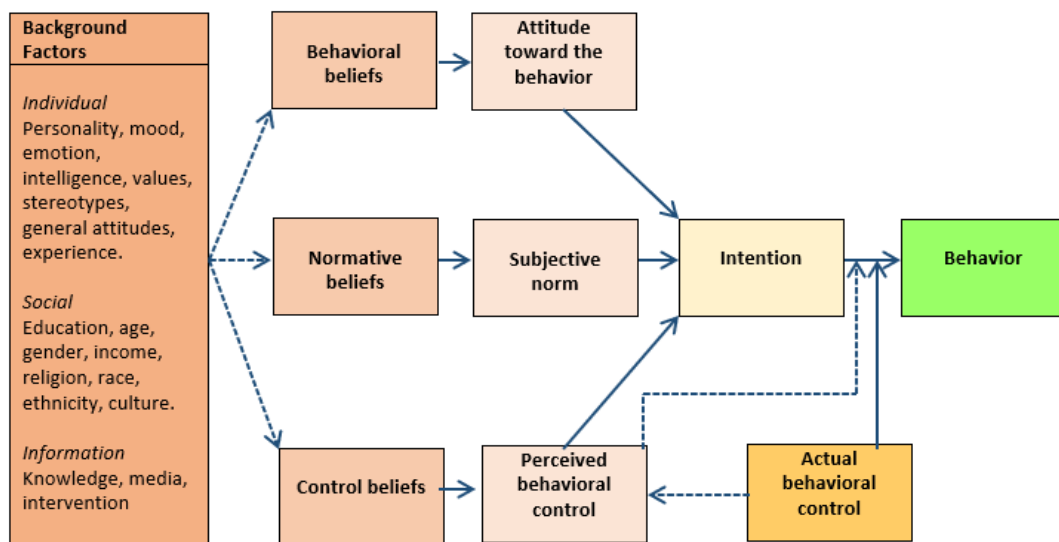 Background
Factors
Individual
Personality, mood,
emotion,
intelligence, values,
stereotypes,
general attitudes,
experience.
Social
Education, age,
gender, income,
religion, race,
ethnicity, culture.
Information
Knowledge, media,
intervention
Behavioral
beliefs
Attitude
toward the
behavior
Normative
beliefs
Subjective
norm
Intention
Behavior
Control beliefs
Perceived
behavioral
control
Actual
behavioral
control